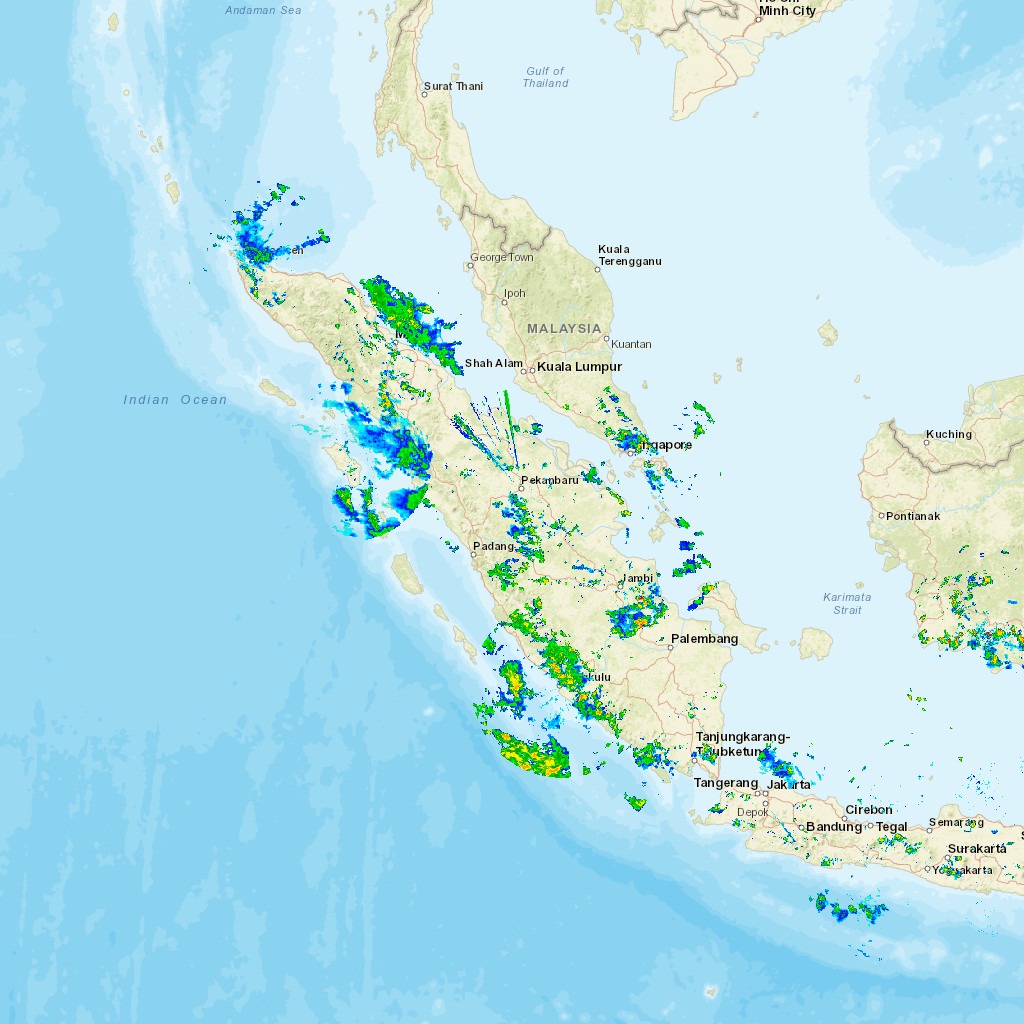 Andaman Sea
Minh City
Gulf of
Thailand
Surat Thani
Kuala
Terengganu
George Town
Ipoh
MALAYSIA
Kuantan
Shah Alam
Kuala Lumpur
Indian Ocean
Kuching
Pekanbaru
Pontianak
Padang
Jambi
Karimata
Strait
Palembang
Tanjungkarang-
Tangerang
Jakarta
Depok
Cirebon
Bandung
Tegal
Semarang
Surakarta